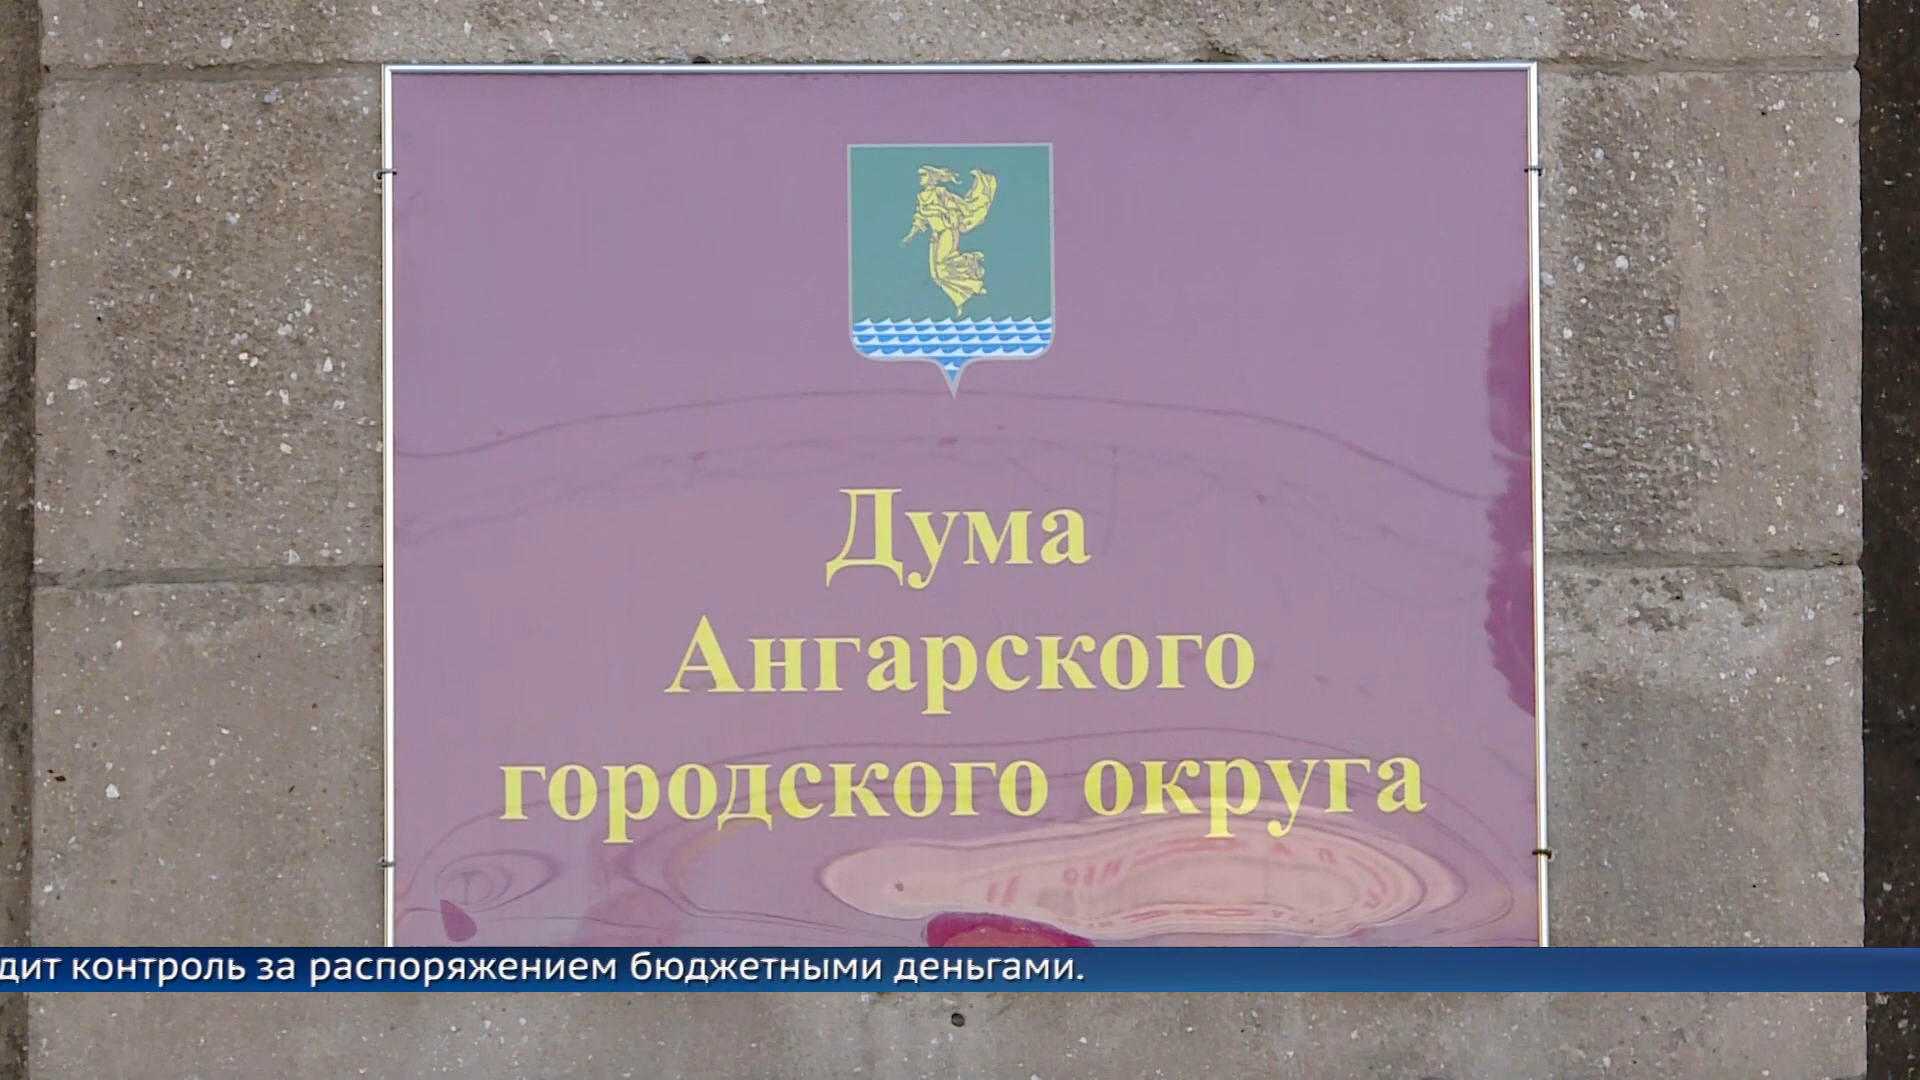 Дума
Ангарского
городского округа
дит контроль за распоряжением бюджетными деньгами.